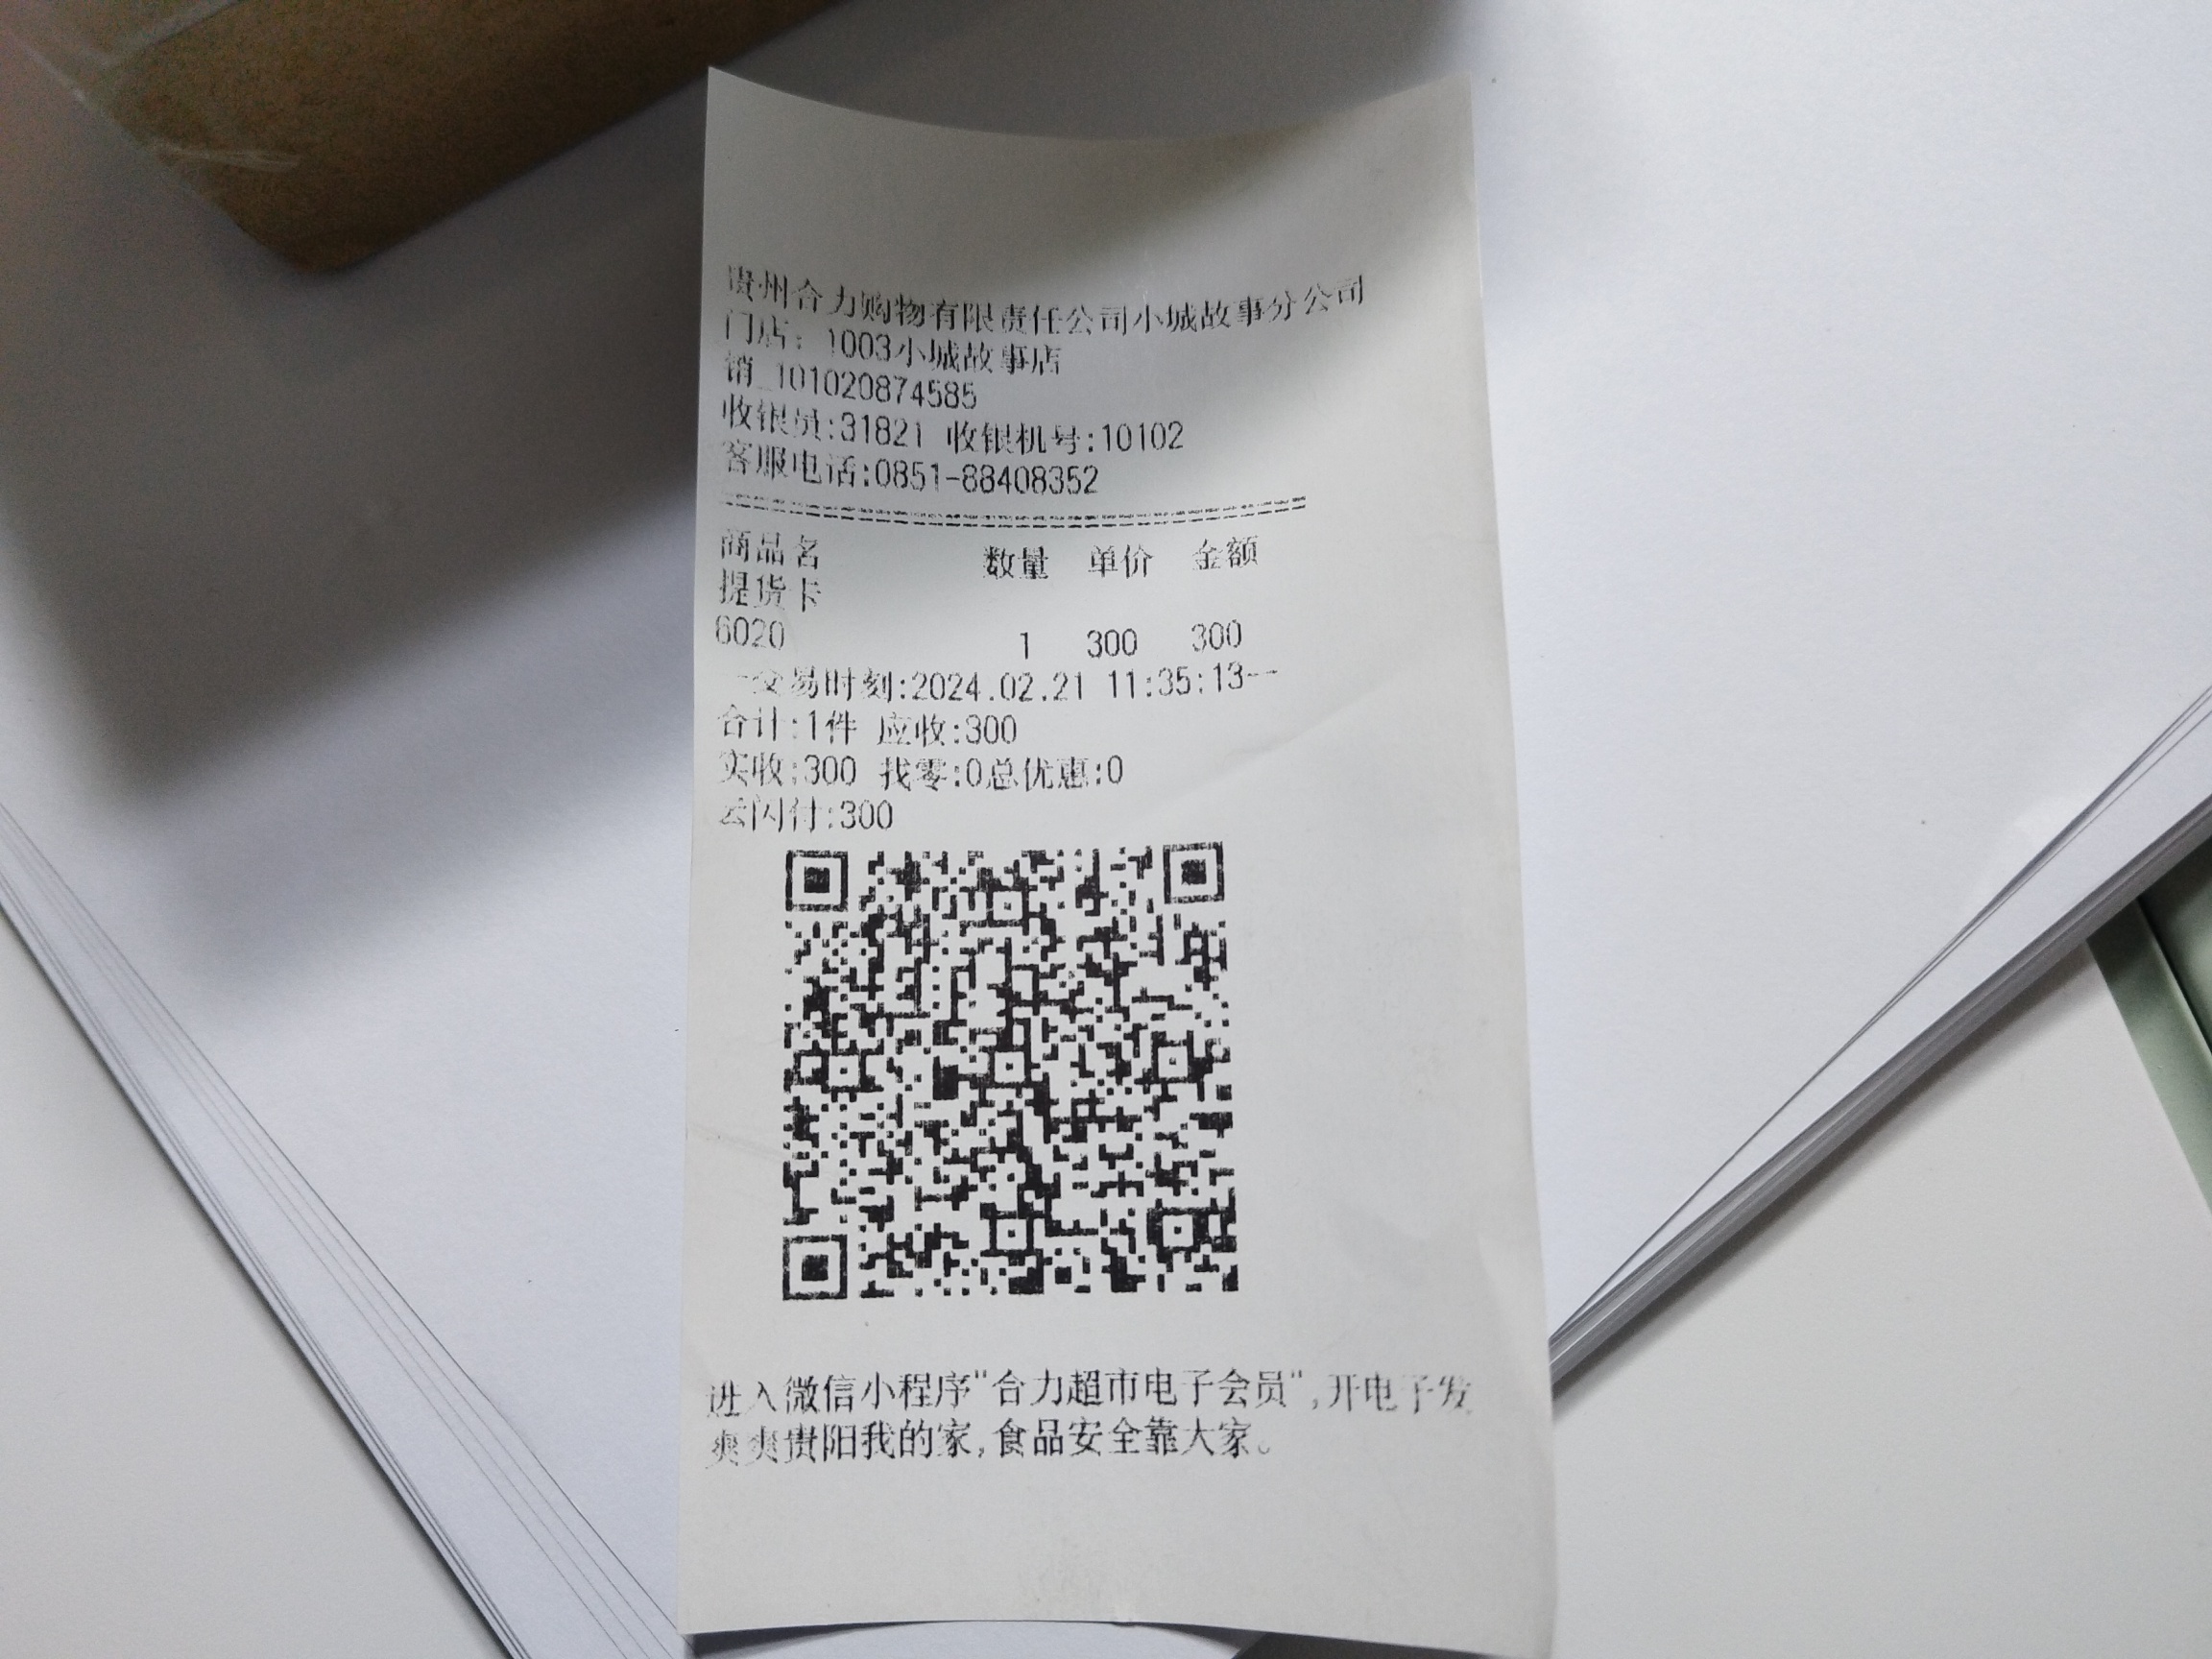 贵州合力购物有限责任公司小城故事分公司
门店：1003小城故事店
销_101020874585
收银员:31821 收银机号:10102
客服电话:0851-88408352
商品名 数量 单价 金额
提货卡
6020 1 300 300
--交易时刻:2024.02.21 11:35:13--
合计:1件 应收:300
实收:300 找零:0总优惠:0
云闪付:300
进入微信小程序"合力超市电子会员",开电子发
爽爽贵阳我的家,食品安全靠大家。